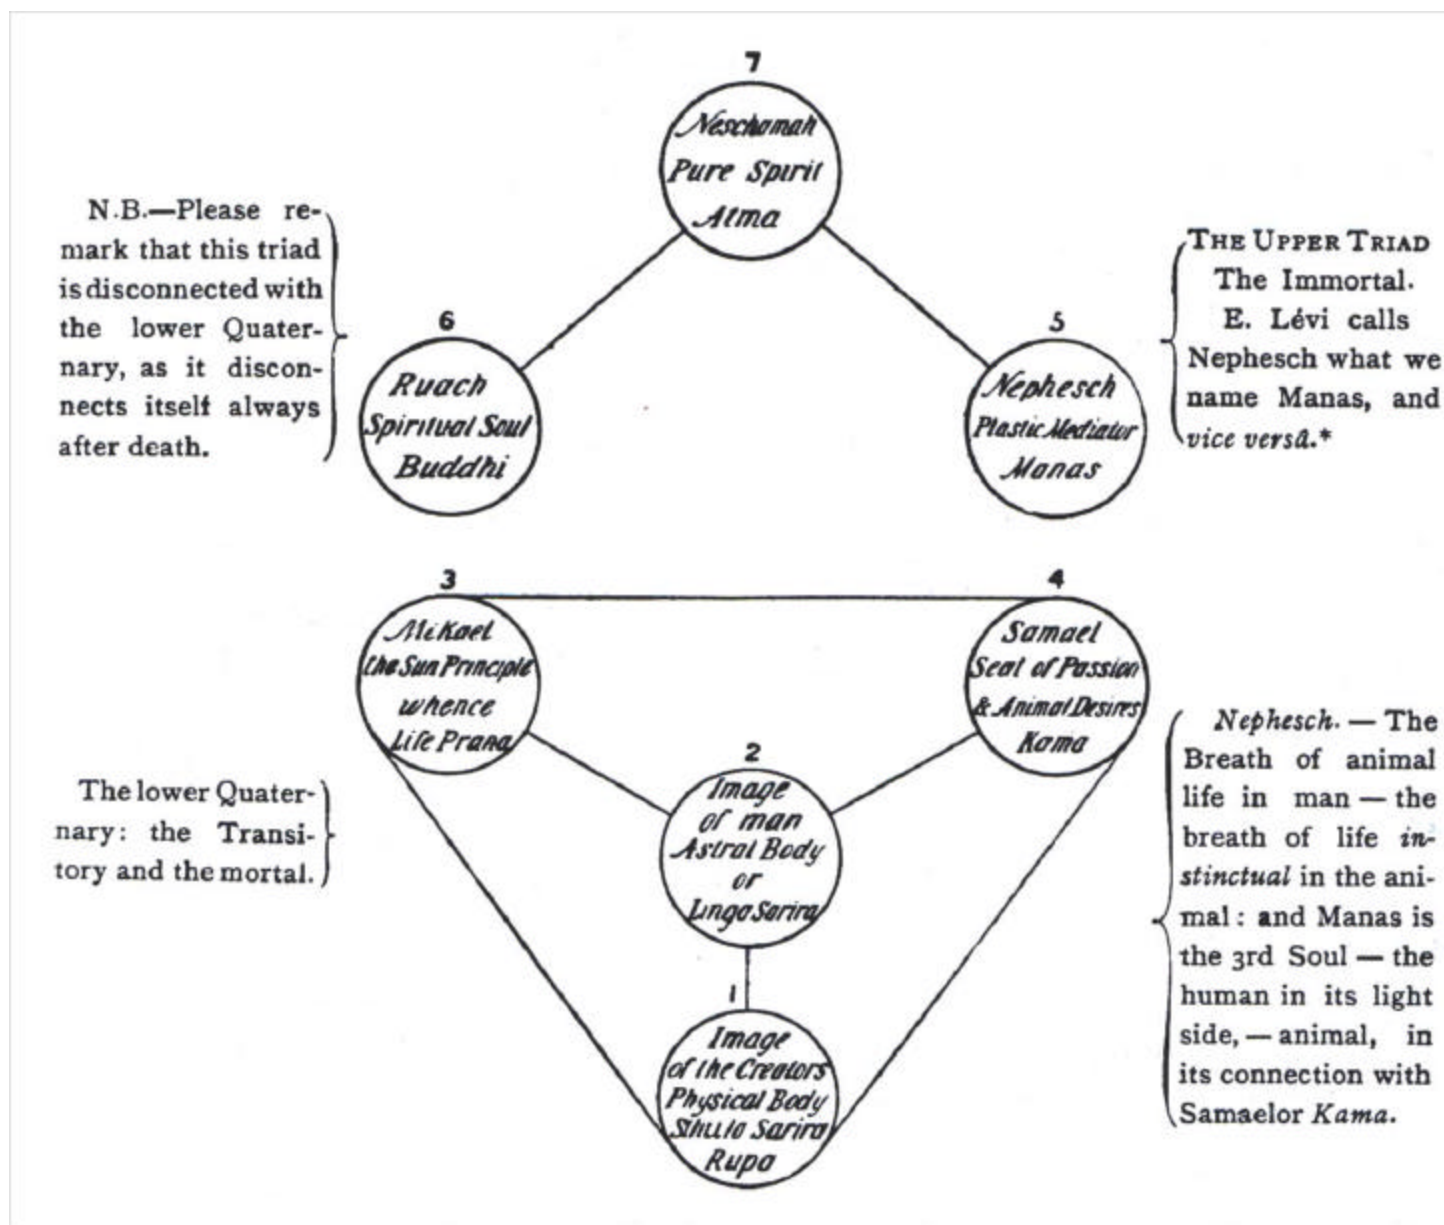 7
Neschamah
Pure Spirit
Atma
N.B.—Please re-
mark that this triad
is disconnected with
the lower Quater-
nary, as it discon-
nects itself always
after death.
THE UPPER TRIAD
The Immortal.
E. Lévi calls
Nephesch what we
name Manas, and
vice versâ.*
6
Ruach
Spiritual Soul
Buddhi
5
Nephesch
Plastic Mediator
Manas
3
Mikael
the Sun Principle
whence
Life Prana
4
Samael
Seat of Passion
& Animal Desires
Kama
The lower Quater-
nary: the Transi-
tory and the mortal.
2
Image
of man
Astral Body
or
Linga Sarira
Nephesch. — The
Breath of animal
life in man — the
breath of life in-
stinctual in the ani-
mal: and Manas is
the 3rd Soul — the
human in its light
side, — animal, in
its connection with
Samaelor Kama.
1
Image
of the Creators
Physical Body
Sthula Sarira
Rupa